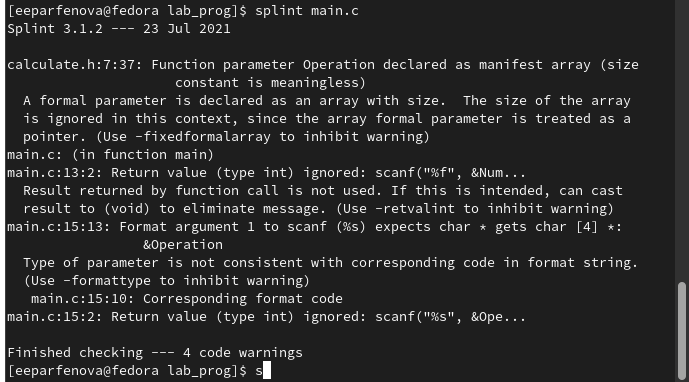 [eeparfenova@fedora lab_prog]$ splint main.c
Splint 3.1.2 --- 23 Jul 2021
calculate.h:7:37: Function parameter Operation declared as manifest array (size
constant is meaningless)
A formal parameter is declared as an array with size.  The size of the array
is ignored in this context, since the array formal parameter is treated as a
pointer. (Use -fixedformalarray to inhibit warning)
main.c: (in function main)
main.c:13:2: Return value (type int) ignored: scanf("%f", &Num...
Result returned by function call is not used. If this is intended, can cast
result to (void) to eliminate message. (Use -retvalint to inhibit warning)
main.c:15:13: Format argument 1 to scanf (%s) expects char * gets char [4] *:
&Operation
Type of parameter is not consistent with corresponding code in format string.
(Use -formattype to inhibit warning)
main.c:15:10: Corresponding format code
main.c:15:2: Return value (type int) ignored: scanf("%s", &Ope...
Finished checking --- 4 code warnings
[eeparfenova@fedora lab_prog]$ s